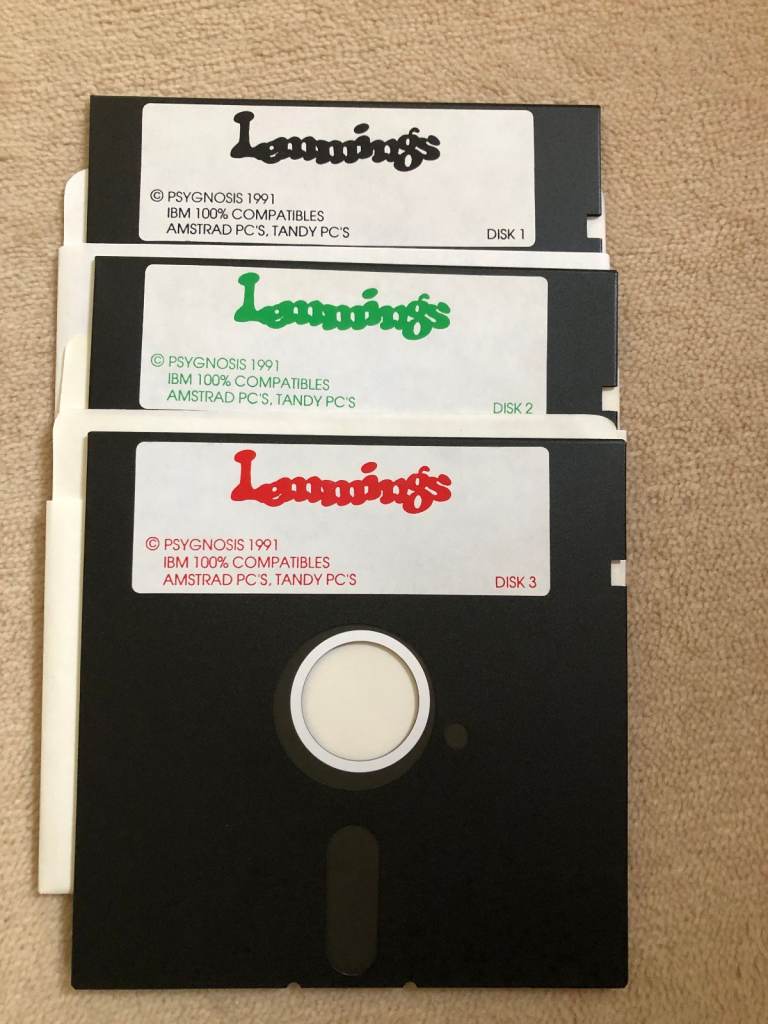 Lemmings
© PSYGNOSIS 1991
IBM 100% COMPATIBLES
AMSTRAD PC'S, TANDY PC'S DISK 1
Lemmings
© PSYGNOSIS 1991
IBM 100% COMPATIBLES
AMSTRAD PC'S, TANDY PC'S DISK 2
Lemmings
© PSYGNOSIS 1991
IBM 100% COMPATIBLES
AMSTRAD PC'S, TANDY PC'S DISK 3